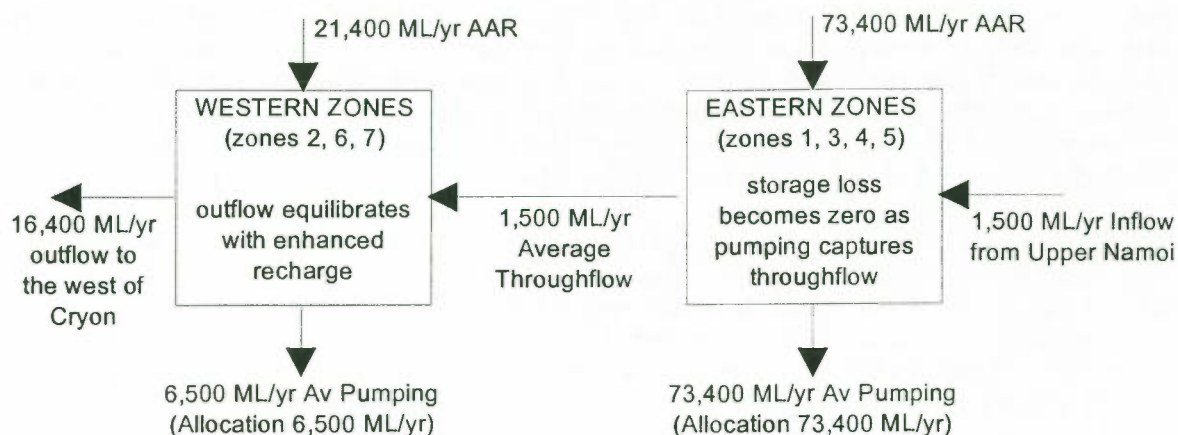 21,400 ML/yr AAR
73,400 ML/yr AAR
WESTERN ZONES
(zones 2, 6, 7)
outflow equilibrates
with enhanced
recharge
EASTERN ZONES
(zones 1, 3, 4, 5)
storage loss
becomes zero as
pumping captures
throughflow
16,400 ML/yr
outflow to
the west of
Cryon
1,500 ML/yr
Average
Throughflow
1,500 ML/yr Inflow
from Upper Namoi
6,500 ML/yr Av Pumping
(Allocation 6,500 ML/yr)
73,400 ML/yr Av Pumping
(Allocation 73,400 ML/yr)